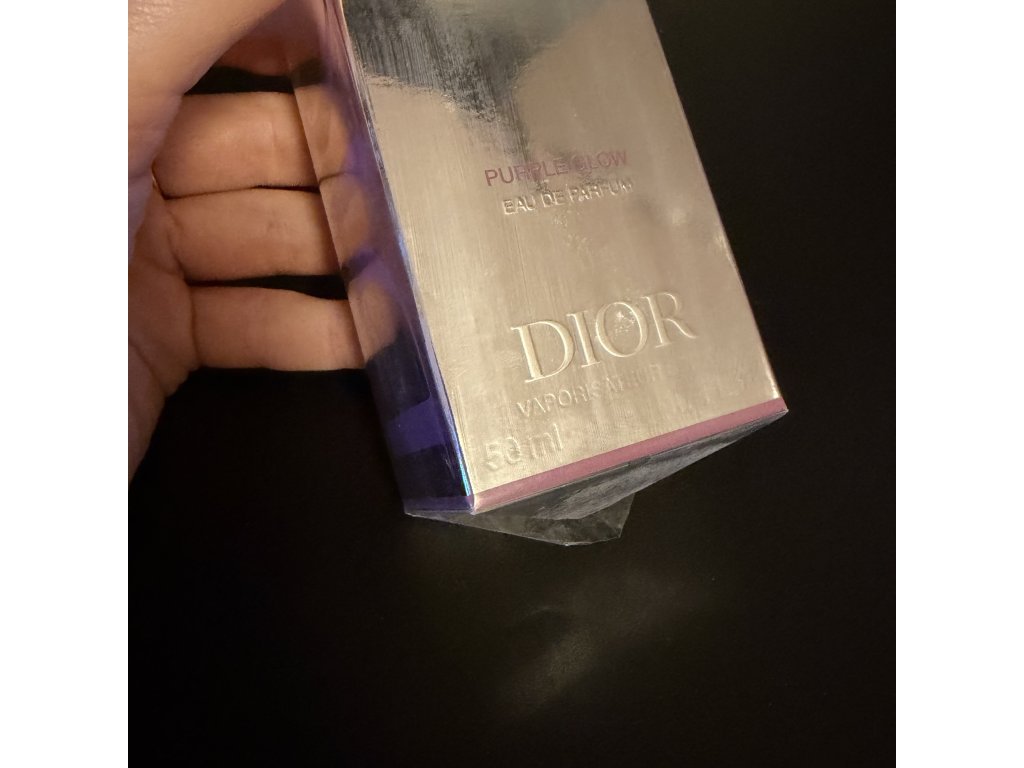 PURPLE GLOW
EAU DE PARFUM
DIOR
VAPORISATEUR
50 ml